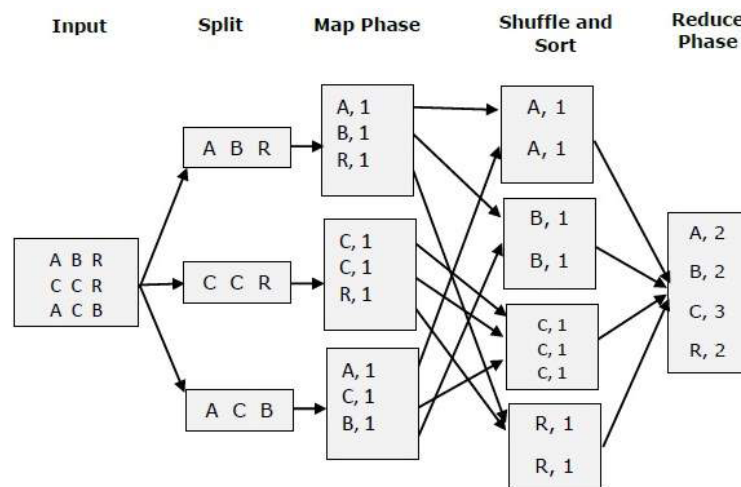 Input
Split
Map Phase
Shuffle and
Sort
Reduce
Phase
A B R
C C R
A C B
A B R
C C R
A C B
A, 1
B, 1
R, 1
C, 1
C, 1
R, 1
A, 1
C, 1
B, 1
A, 1
A, 1
B, 1
B, 1
C, 1
C, 1
C, 1
R, 1
R, 1
A, 2
B, 2
C, 3
R, 2